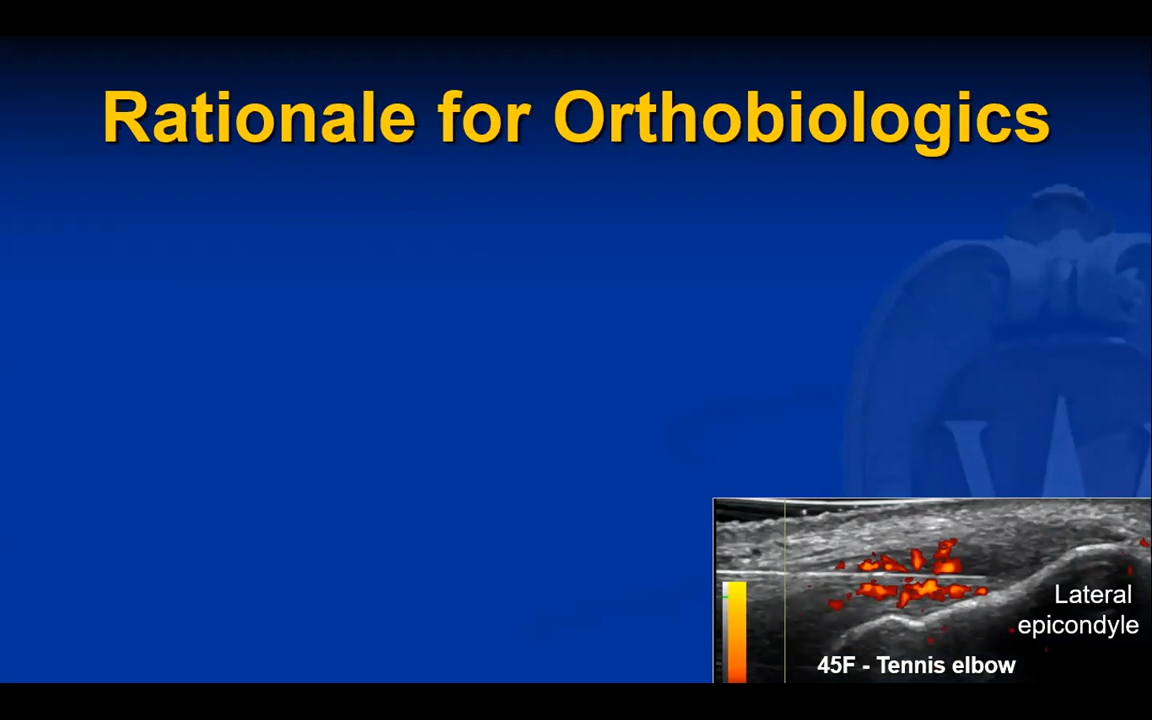 Rationale for Orthobiologics
W
Lateral
epicondyle
45F - Tennis elbow